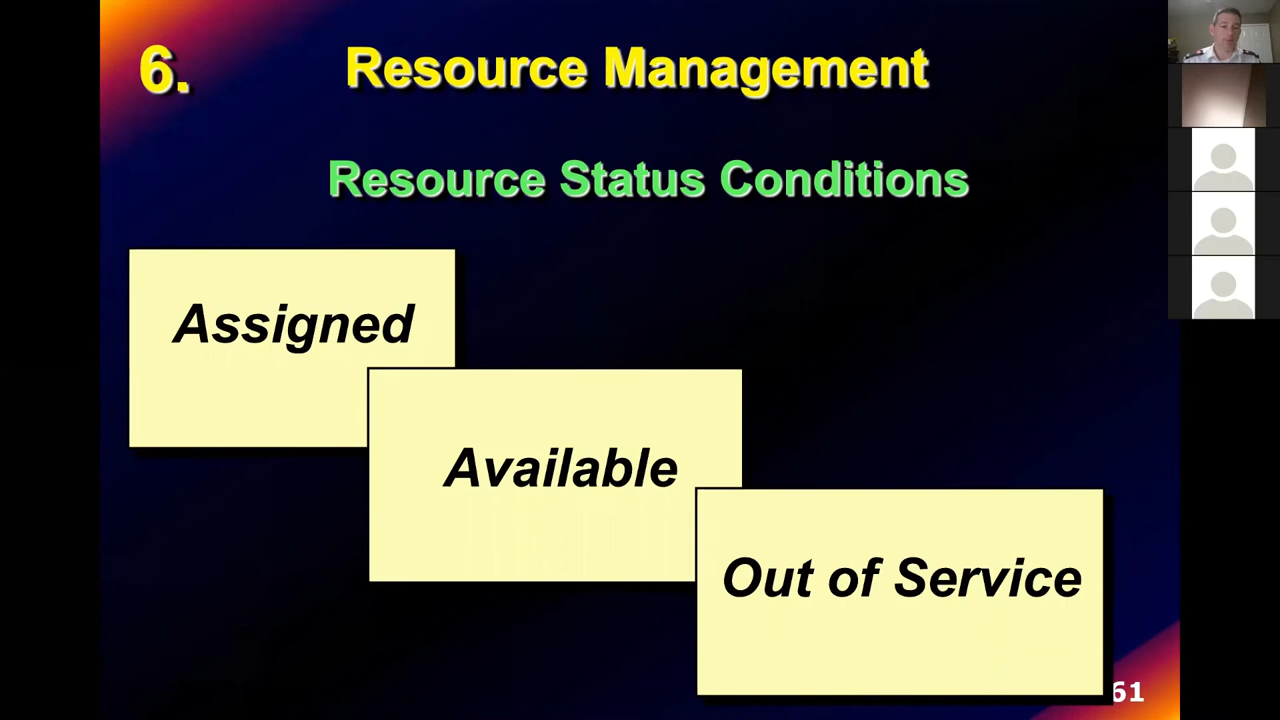 6.
Resource Management
Resource Status Conditions
Assigned
Available
Out of Service
61